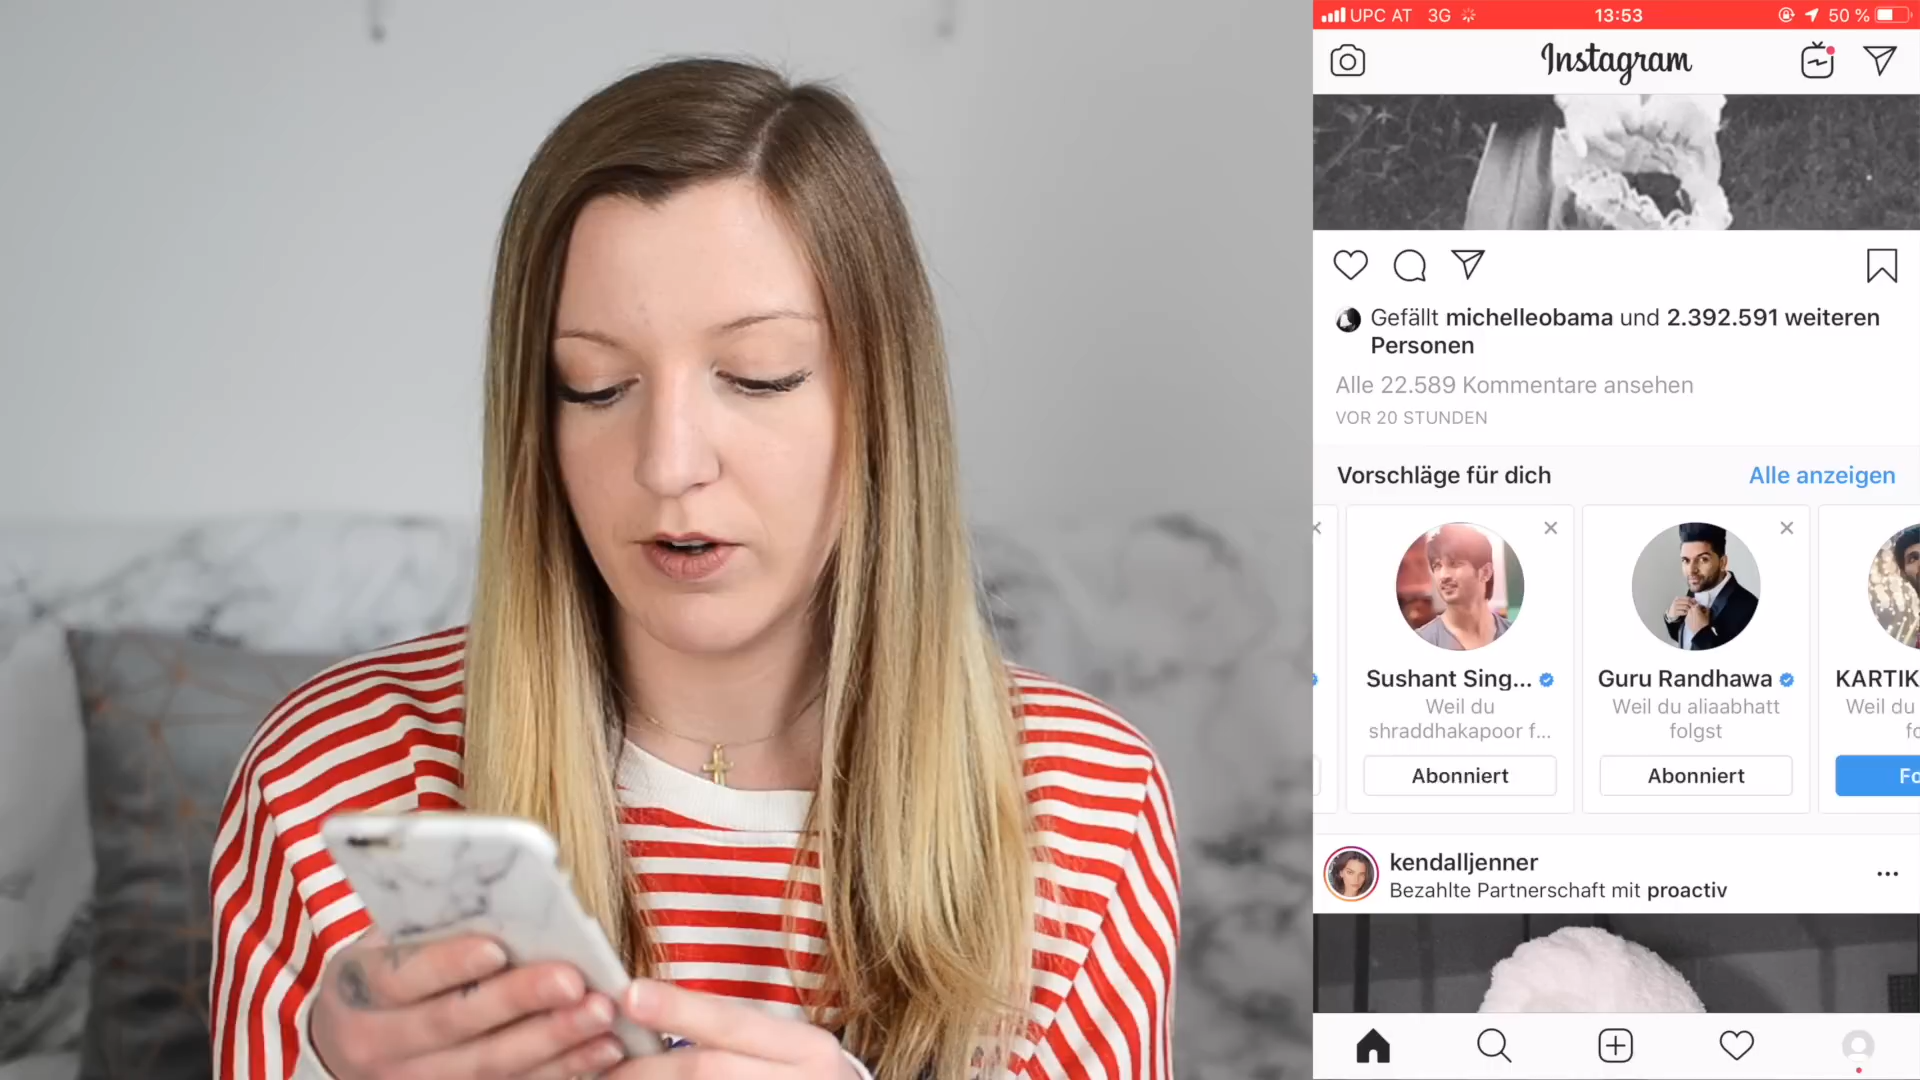 UPC AT 3G 13:53 50 %
Instagram
Gefällt michelleobama und 2.392.591 weiteren
Personen
Alle 22.589 Kommentare ansehen
VOR 20 STUNDEN
Vorschläge für dich Alle anzeigen
Sushant Sing...
Weil du
shraddhakapoor f...
Abonniert
Guru Randhawa
Weil du aliaabhatt
folgst
Abonniert
KARTIK
Weil du
fo
Fo
kendalljenner
Bezahlte Partnerschaft mit proactiv